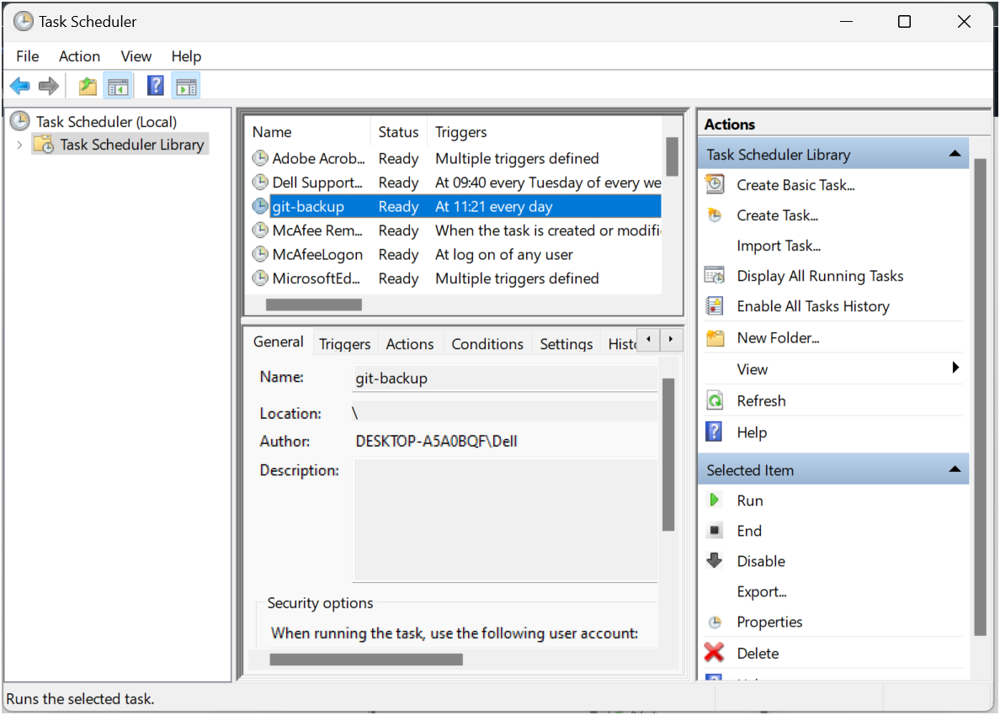 Task Scheduler
File Action View Help
Task Scheduler (Local)
Task Scheduler Library
Name Status Triggers
Adobe Acrob... Ready Multiple triggers defined
Dell Support... Ready At 09:40 every Tuesday of every we
git-backup Ready At 11:21 every day
McAfee Rem... Ready When the task is created or modifi
McAfeeLogon Ready At log on of any user
MicrosoftEd... Ready Multiple triggers defined
General Triggers Actions Conditions Settings Histo
Name: git-backup
Location: \
Author: DESKTOP-A5A0BQF\Dell
Description:
Security options
When running the task, use the following user account:
Actions
Task Scheduler Library
Create Basic Task...
Create Task...
Import Task...
Display All Running Tasks
Enable All Tasks History
New Folder...
View
Refresh
Help
Selected Item
Run
End
Disable
Export...
Properties
Delete
Runs the selected task.